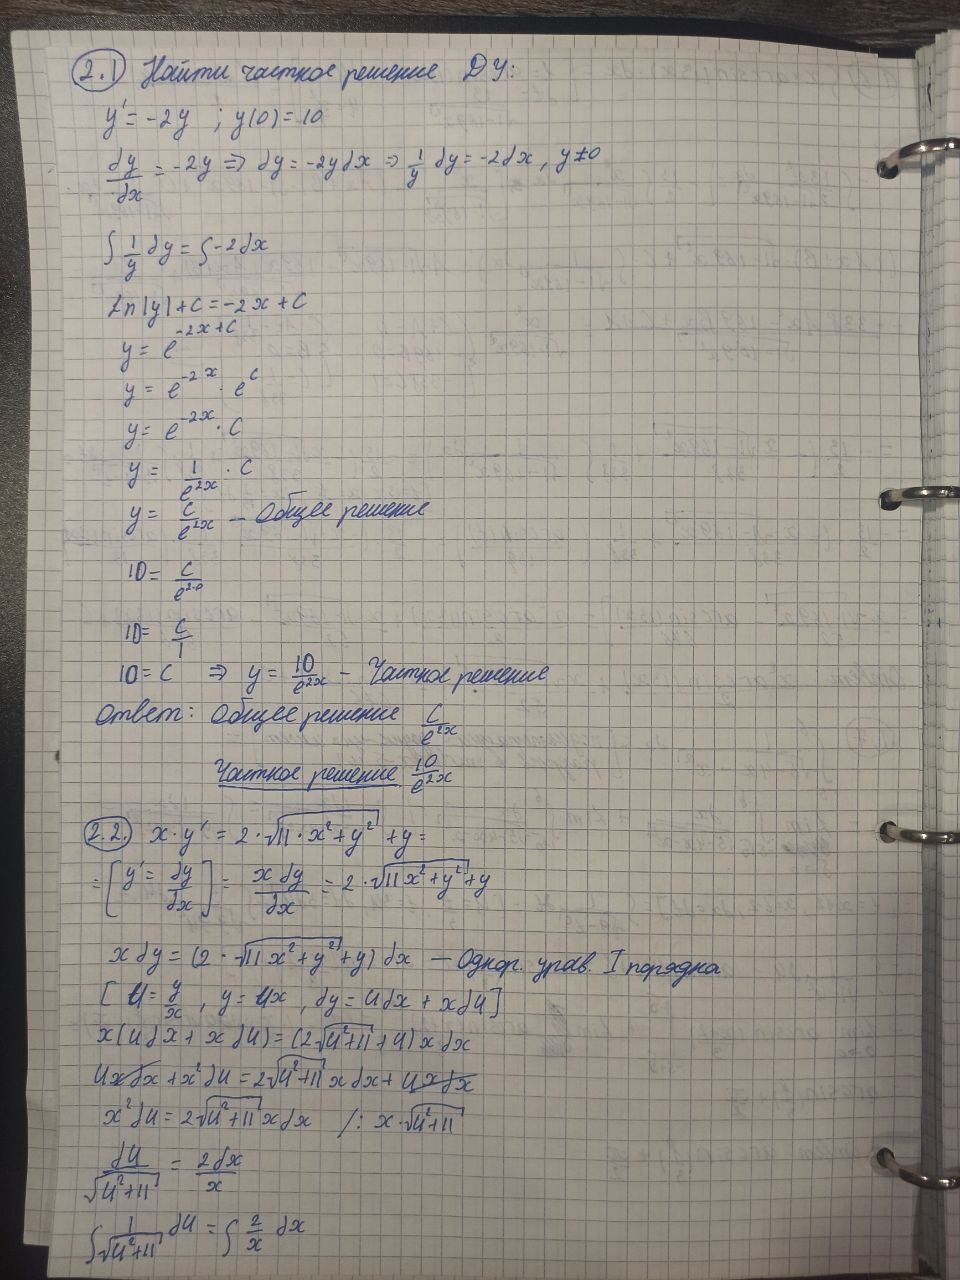 2.1 Найти частное решение ДУ:
y' = -2y ; y(0) = 10
dy/dx = -2y => dy = -2y dx => 1/y dy = -2dx, y≠0
∫ 1/y dy = ∫ -2dx
Ln|y| + C = -2x + C
y = e^(-2x+C)
y = e^(-2x) · e^C
y = e^(-2x) · C
y = 1/e^(2x) · C
y = C/e^(2x) — Общее решение
10 = C/e^(2·0)
10 = C/1
10 = C => y = 10/e^(2x) — Частное решение
Ответ: Общее решение C/e^(2x)
Частное решение 10/e^(2x)
2.2. x · y' = 2 · √(11 · x² + y²) + y =
= [y' = dy/dx] = x dy/dx = 2 · √(11x² + y²) + y
x dy = (2 · √(11x² + y²) + y) dx — Однор. урав. I порядка
[u = y/x, y = ux, dy = u dx + x du]
x(u dx + x du) = (2√(u² + 11) + u) x dx
ux dx + x² du = 2√(u² + 11) x dx + ux dx
x² du = 2√(u² + 11) x dx /: x · √(u² + 11)
du/√(u² + 11) = 2dx/x
∫ 1/√(u² + 11) du = ∫ 2/x dx